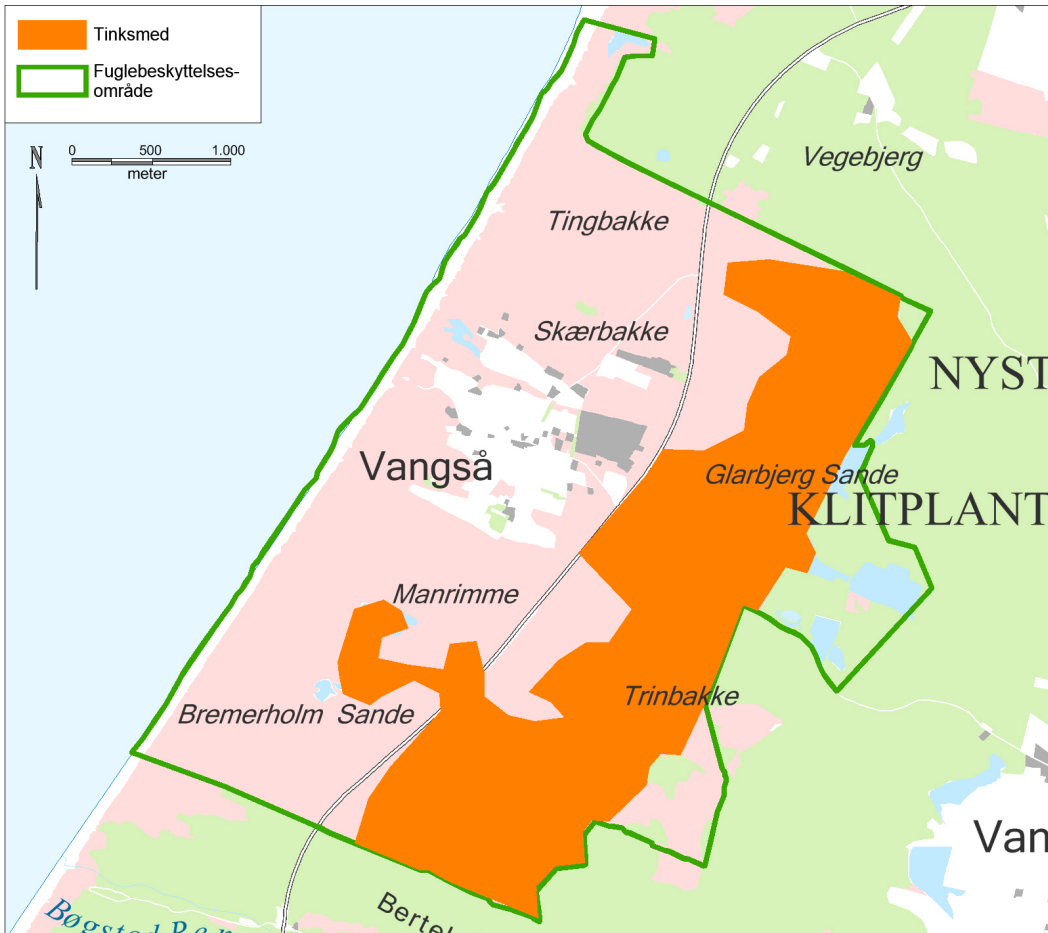 Tinksmed
Fuglebeskyttelses-
område
N
0 500 1.000
meter
Vegebjerg
Tingbakke
Skærbakke
NYST
Vangså
Glarbjerg Sande
KLITPLANT
Manrimme
Trinbakke
Bremerholm Sande
Van
Bertel
Bøgsted